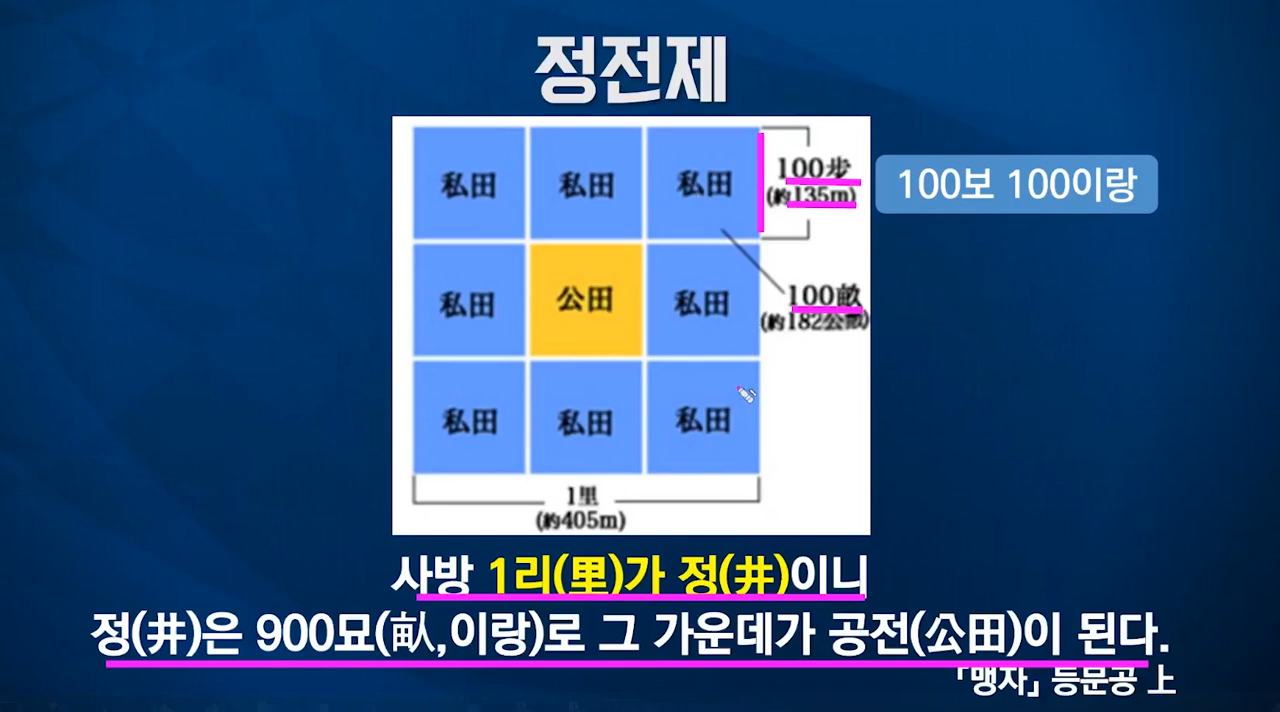 정전제
私田 私田 私田
100步
(約135m)
100보 100이랑
私田 公田 私田
100畝
(約182公畝)
私田 私田 私田
1里
(約405m)
사방 1리(里)가 정(井)이니
정(井)은 900묘(畝,이랑)로 그 가운데가 공전(公田)이 된다.
「맹자」 등문공 上